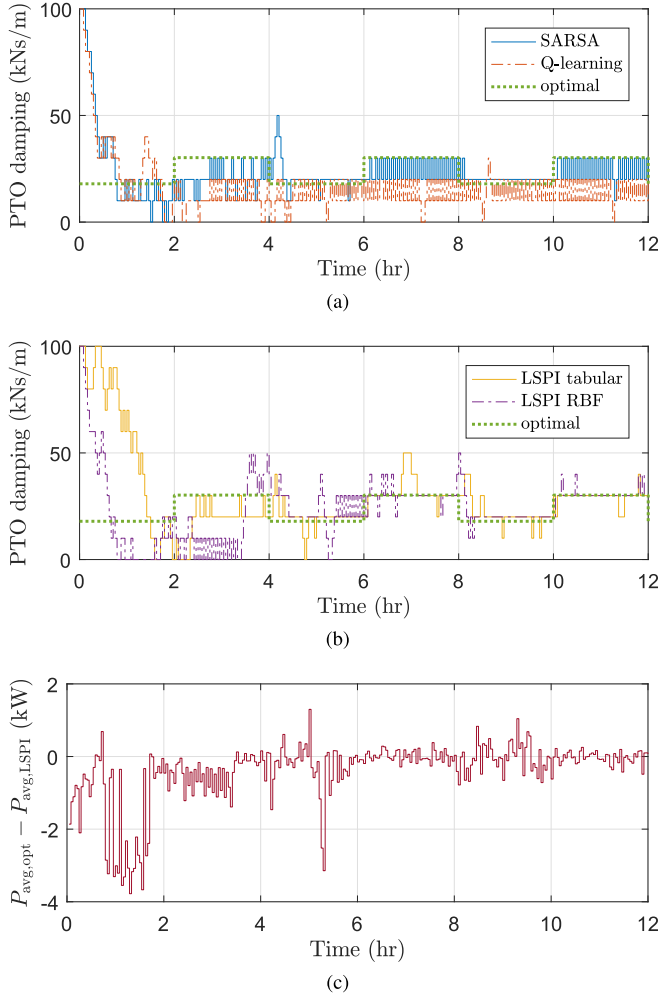 PTO damping (kNs/m)
100
50
0
SARSA
Q-learning
optimal
0 2 4 6 8 10 12
Time (hr)
(a)
PTO damping (kNs/m)
100
50
0
LSPI tabular
LSPI RBF
optimal
0 2 4 6 8 10 12
Time (hr)
(b)
P_avg,opt − P_avg,LSPI (kW)
2
0
-2
-4
0 2 4 6 8 10 12
Time (hr)
(c)